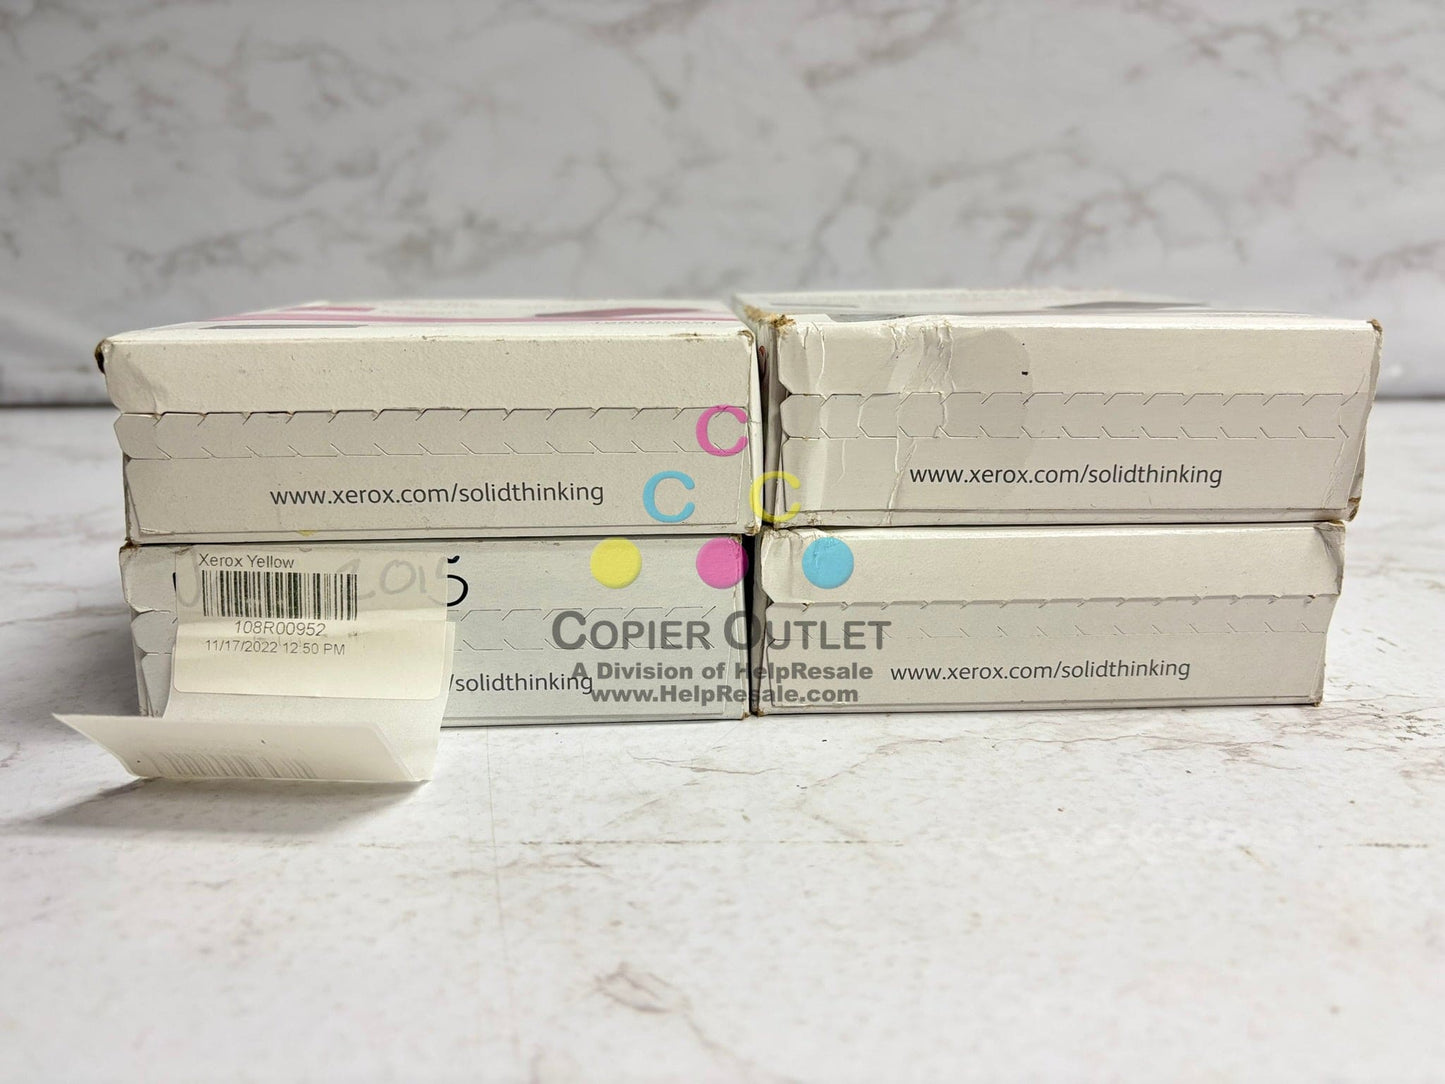 www.xerox.com/solidthinking
www.xerox.com/solidthinking
Xerox Yellow
2015
108R00952
11/17/2022 12:50 PM
/solidthinking
www.xerox.com/solidthinking
C
C C
COPIER OUTLET
A Division of HelpResale
www.HelpResale.com